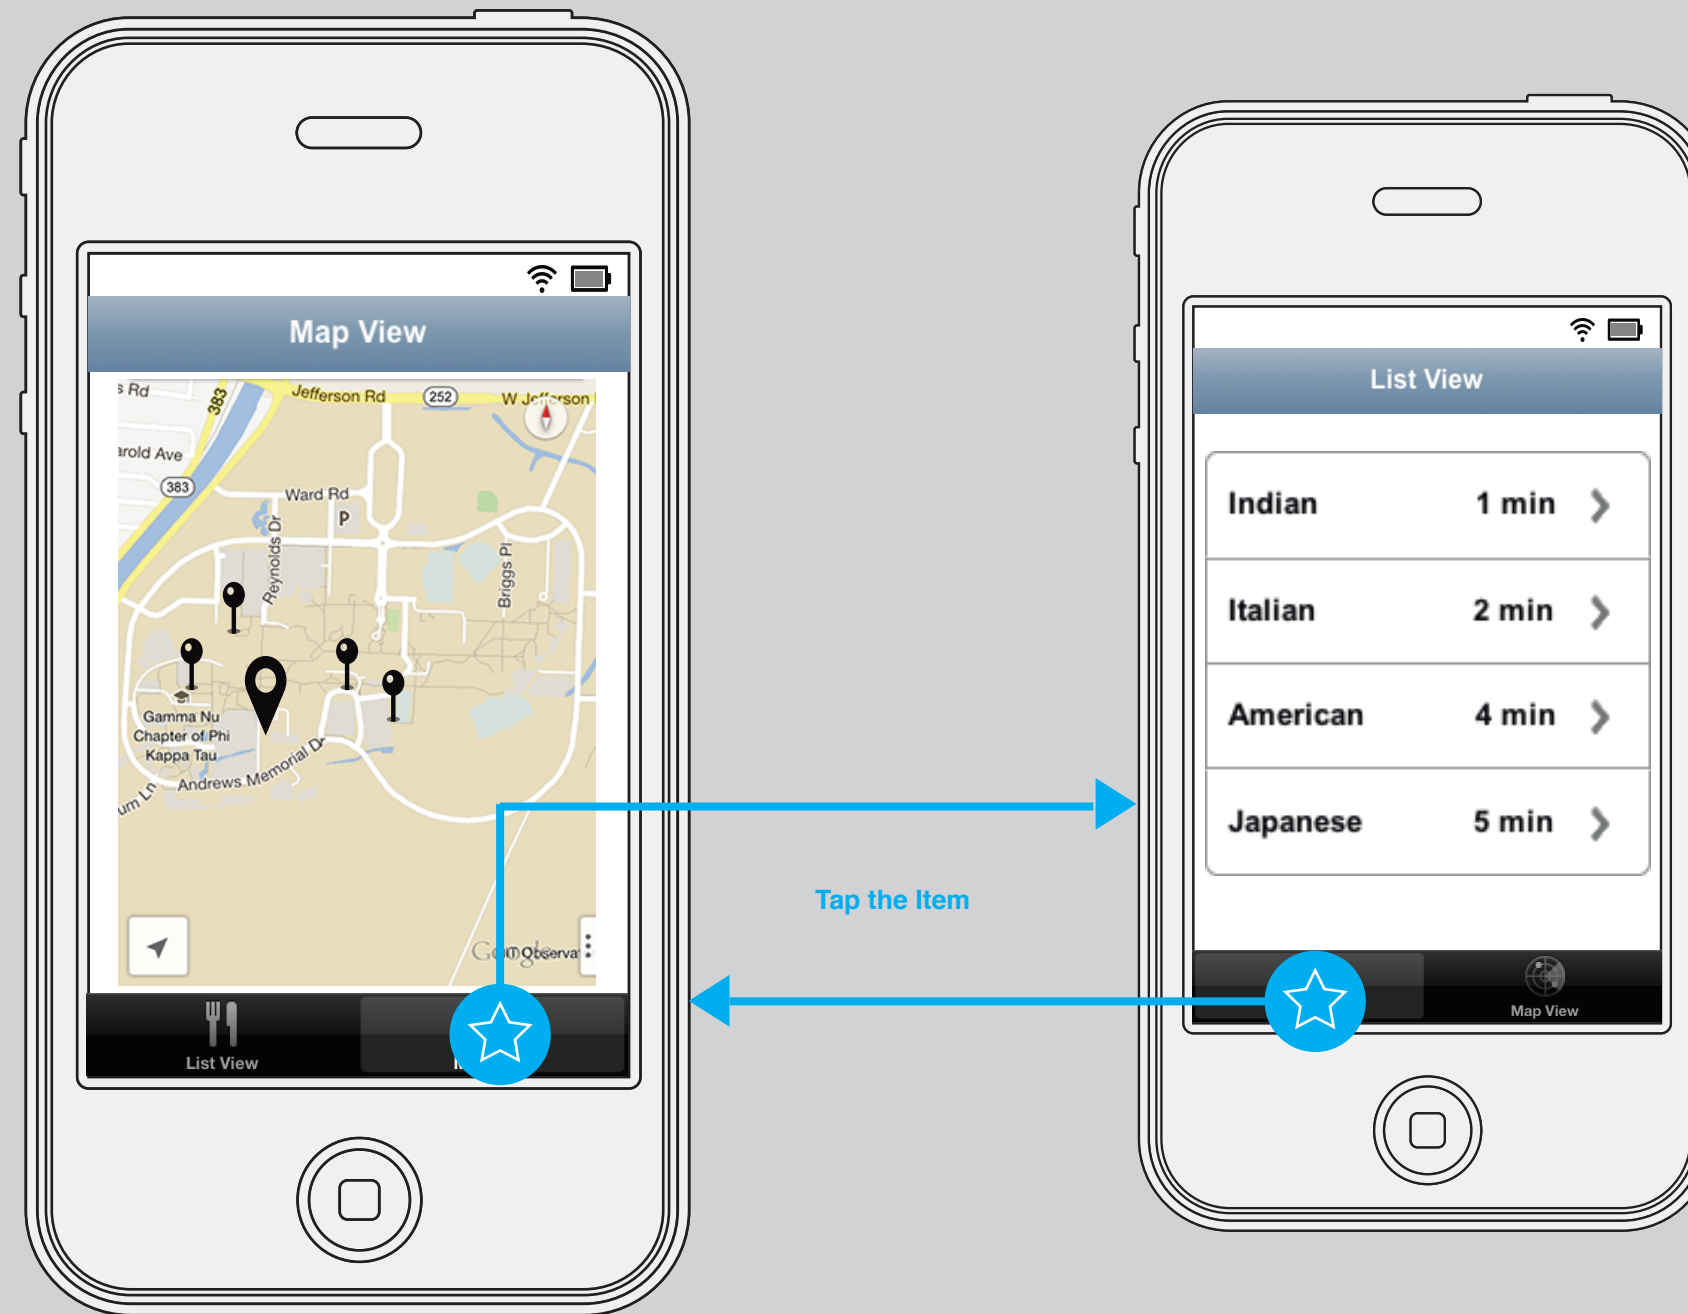 Map View
s Rd
383
Jefferson Rd
252
W Jefferson
arold Ave
383
Ward Rd
P
Reynolds Dr
Briggs Pl
Gamma Nu
Chapter of Phi
Kappa Tau
Andrews Memorial Dr
um Ln
Google
Observa
List View
Tap the Item
List View
Indian 1 min
Italian 2 min
American 4 min
Japanese 5 min
Map View